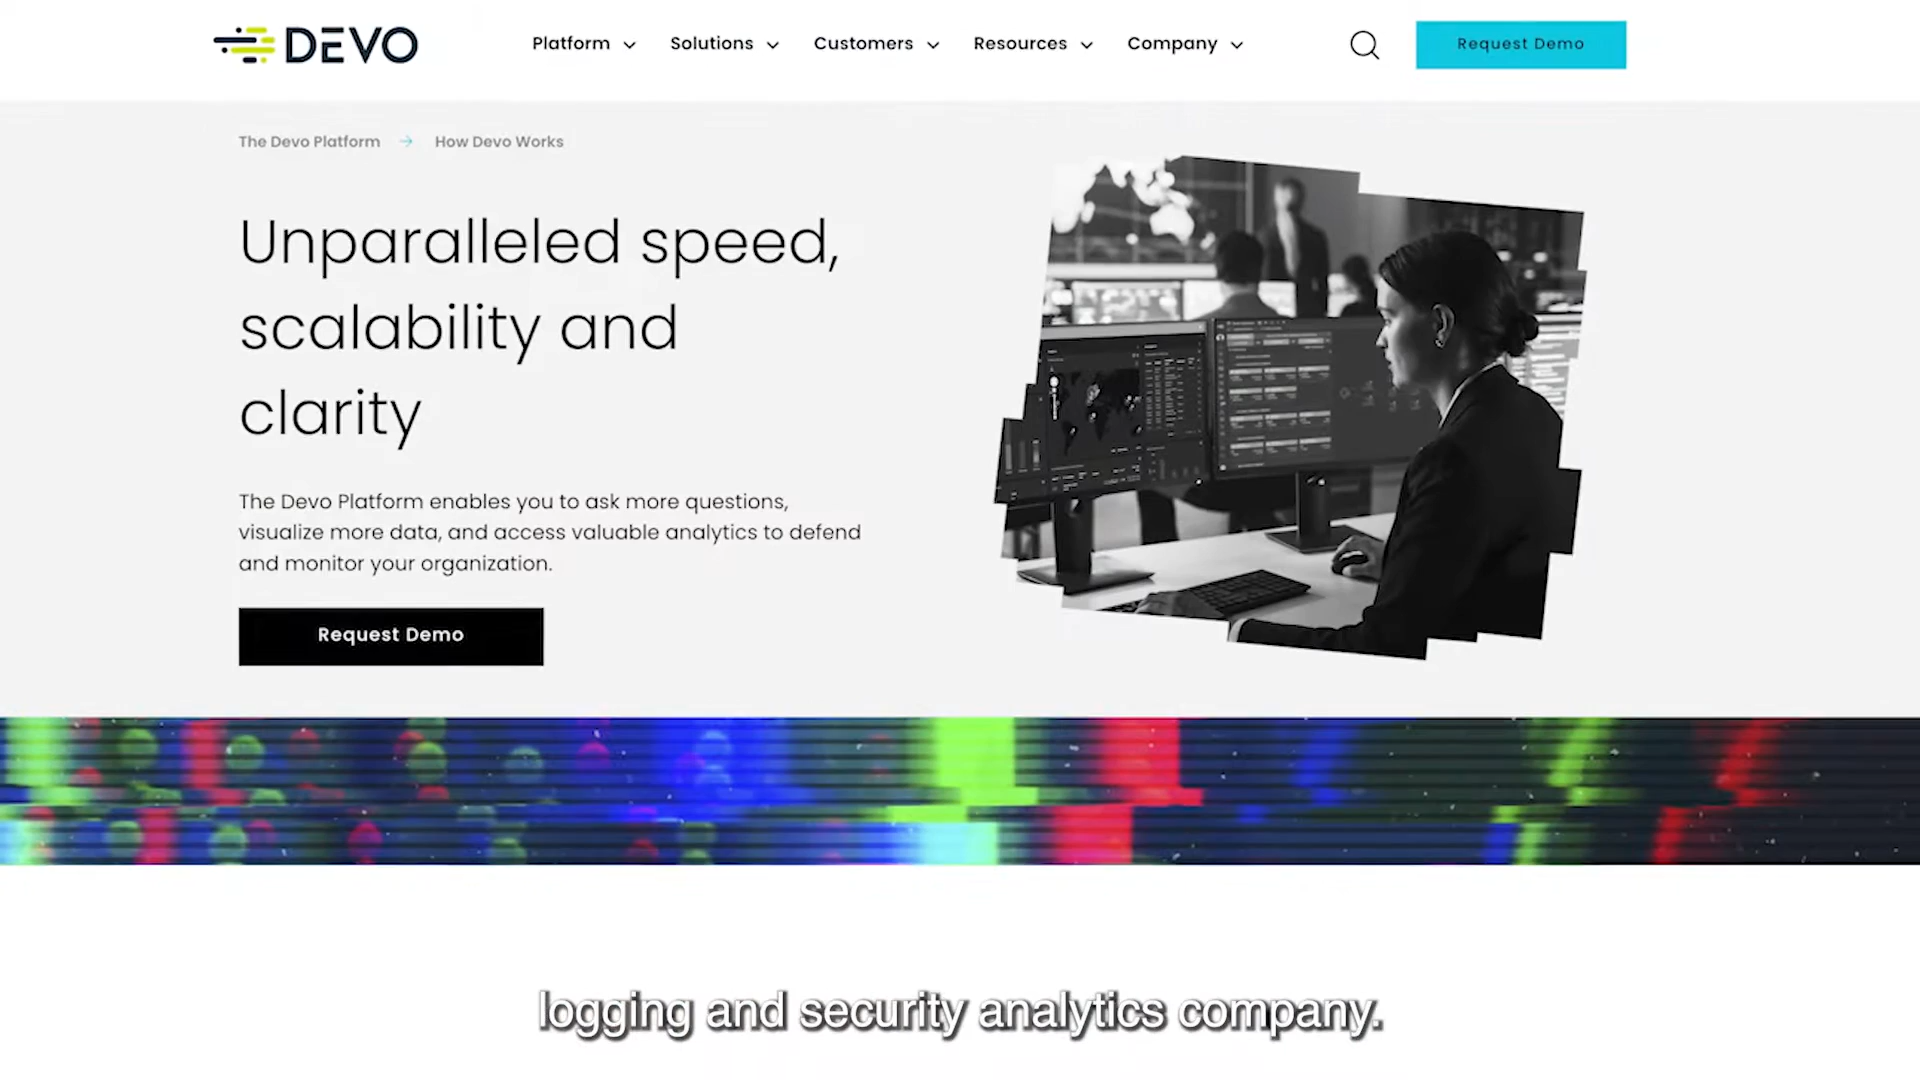 DEVO
Platform
Solutions
Customers
Resources
Company
Request Demo
The Devo Platform → How Devo Works
Unparalleled speed,
scalability and
clarity
The Devo Platform enables you to ask more questions,
visualize more data, and access valuable analytics to defend
and monitor your organization.
Request Demo
logging and security analytics company.